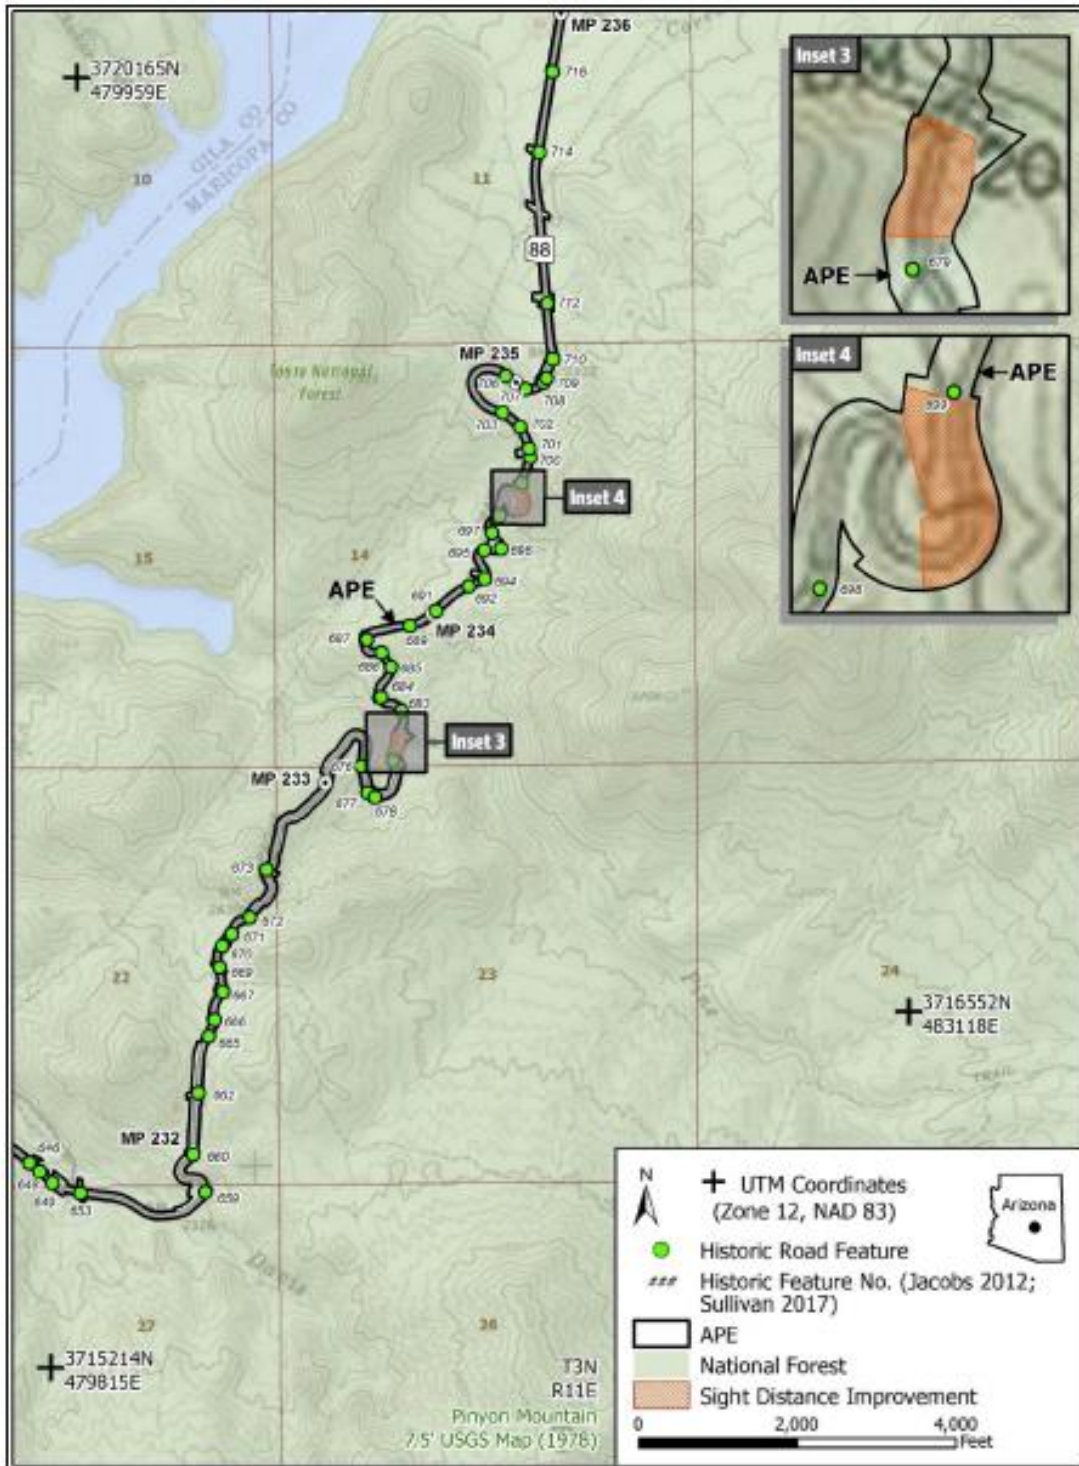 MP 236
3720165N
479959E
716
GILA CO
MARICOPA CO
10
11
714
88
712
MP 235
710
Tonto National
Forest
706
707
709
708
703
702
701
700
Inset 4
697
695
696
15
14
694
692
691
APE
MP 234
689
687
686
685
684
683
Inset 3
676
MP 233
677
678
673
672
671
670
669
667
22
23
24
3716552N
483118E
666
665
TRAIL
662
MP 232
660
646
648
649
653
659
Davis
27
26
3715214N
479815E
T3N
R11E
Pinyon Mountain
7.5' USGS Map (1978)
Inset 3
APE
679
Inset 4
APE
699
698
N
UTM Coordinates
(Zone 12, NAD 83)
Arizona
Historic Road Feature
### Historic Feature No. (Jacobs 2012;
Sullivan 2017)
APE
National Forest
Sight Distance Improvement
0 2,000 4,000
Feet